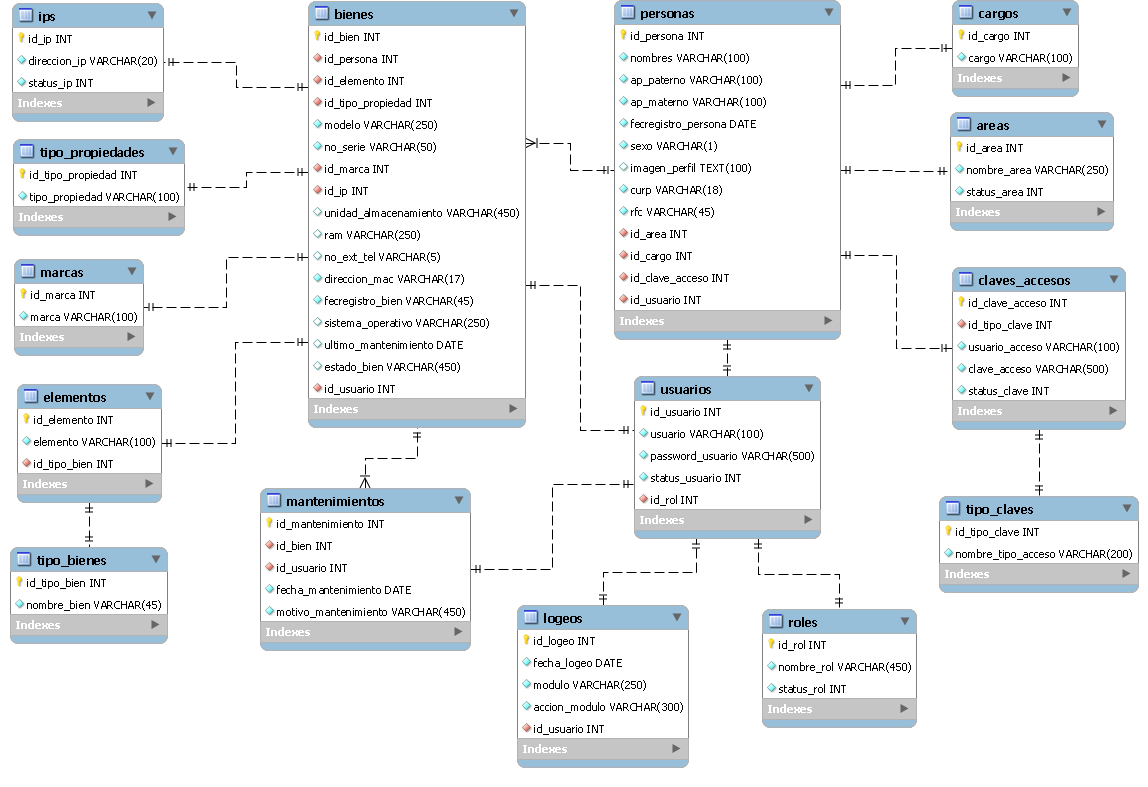 ips
id_ip INT
direccion_ip VARCHAR(20)
status_ip INT
Indexes
tipo_propiedades
id_tipo_propiedad INT
tipo_propiedad VARCHAR(100)
Indexes
marcas
id_marca INT
marca VARCHAR(100)
Indexes
elementos
id_elemento INT
elemento VARCHAR(100)
id_tipo_bien INT
Indexes
tipo_bienes
id_tipo_bien INT
nombre_bien VARCHAR(45)
Indexes
bienes
id_bien INT
id_persona INT
id_elemento INT
id_tipo_propiedad INT
modelo VARCHAR(250)
no_serie VARCHAR(50)
id_marca INT
id_ip INT
unidad_almacenamiento VARCHAR(450)
ram VARCHAR(250)
no_ext_tel VARCHAR(5)
direccion_mac VARCHAR(17)
fecregistro_bien VARCHAR(45)
sistema_operativo VARCHAR(250)
ultimo_mantenimiento DATE
estado_bien VARCHAR(450)
id_usuario INT
Indexes
mantenimientos
id_mantenimiento INT
id_bien INT
id_usuario INT
fecha_mantenimiento DATE
motivo_mantenimiento VARCHAR(450)
Indexes
personas
id_persona INT
nombres VARCHAR(100)
ap_paterno VARCHAR(100)
ap_materno VARCHAR(100)
fecregistro_persona DATE
sexo VARCHAR(1)
imagen_perfil TEXT(100)
curp VARCHAR(18)
rfc VARCHAR(45)
id_area INT
id_cargo INT
id_clave_acceso INT
id_usuario INT
Indexes
usuarios
id_usuario INT
usuario VARCHAR(100)
password_usuario VARCHAR(500)
status_usuario INT
id_rol INT
Indexes
logeos
id_logeo INT
fecha_logeo DATE
modulo VARCHAR(250)
accion_modulo VARCHAR(300)
id_usuario INT
Indexes
roles
id_rol INT
nombre_rol VARCHAR(450)
status_rol INT
Indexes
cargos
id_cargo INT
cargo VARCHAR(100)
Indexes
areas
id_area INT
nombre_area VARCHAR(250)
status_area INT
Indexes
claves_accesos
id_clave_acceso INT
id_tipo_clave INT
usuario_acceso VARCHAR(100)
clave_acceso VARCHAR(500)
status_clave INT
Indexes
tipo_claves
id_tipo_clave INT
nombre_tipo_acceso VARCHAR(200)
Indexes